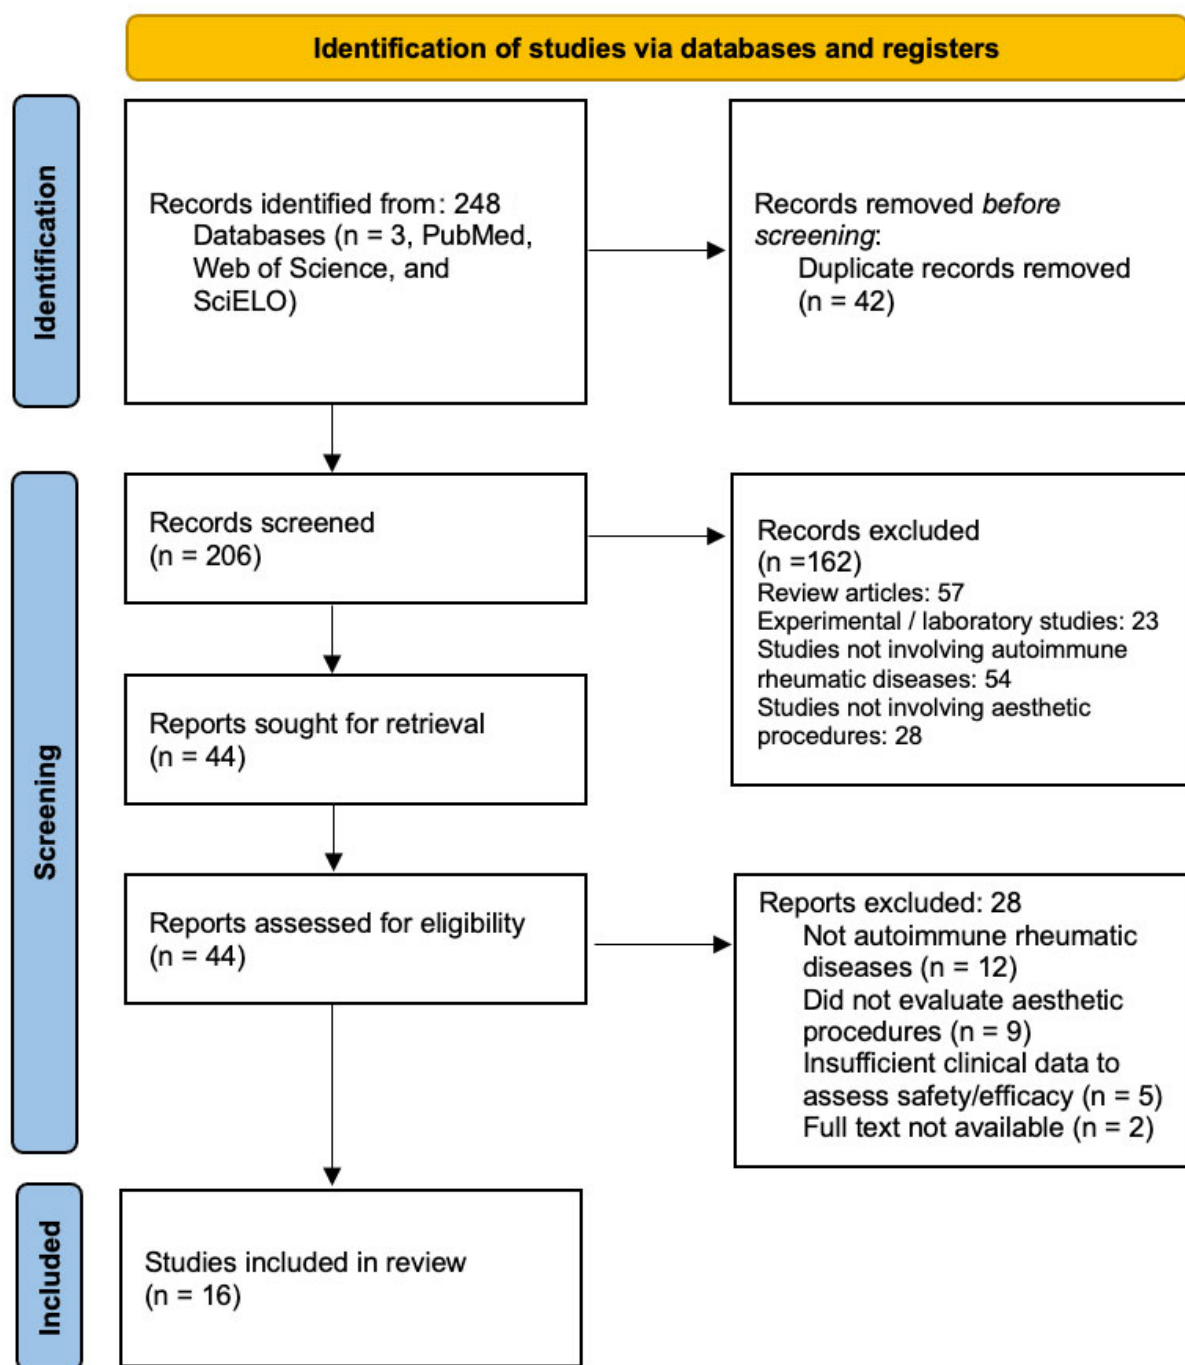 Identification of studies via databases and registers
Identification
Records identified from: 248
Databases (n = 3, PubMed,
Web of Science, and
SciELO)
Records removed before
screening:
Duplicate records removed
(n = 42)
Screening
Records screened
(n = 206)
Records excluded
(n =162)
Review articles: 57
Experimental / laboratory studies: 23
Studies not involving autoimmune
rheumatic diseases: 54
Studies not involving aesthetic
procedures: 28
Reports sought for retrieval
(n = 44)
Reports assessed for eligibility
(n = 44)
Reports excluded: 28
Not autoimmune rheumatic
diseases (n = 12)
Did not evaluate aesthetic
procedures (n = 9)
Insufficient clinical data to
assess safety/efficacy (n = 5)
Full text not available (n = 2)
Included
Studies included in review
(n = 16)